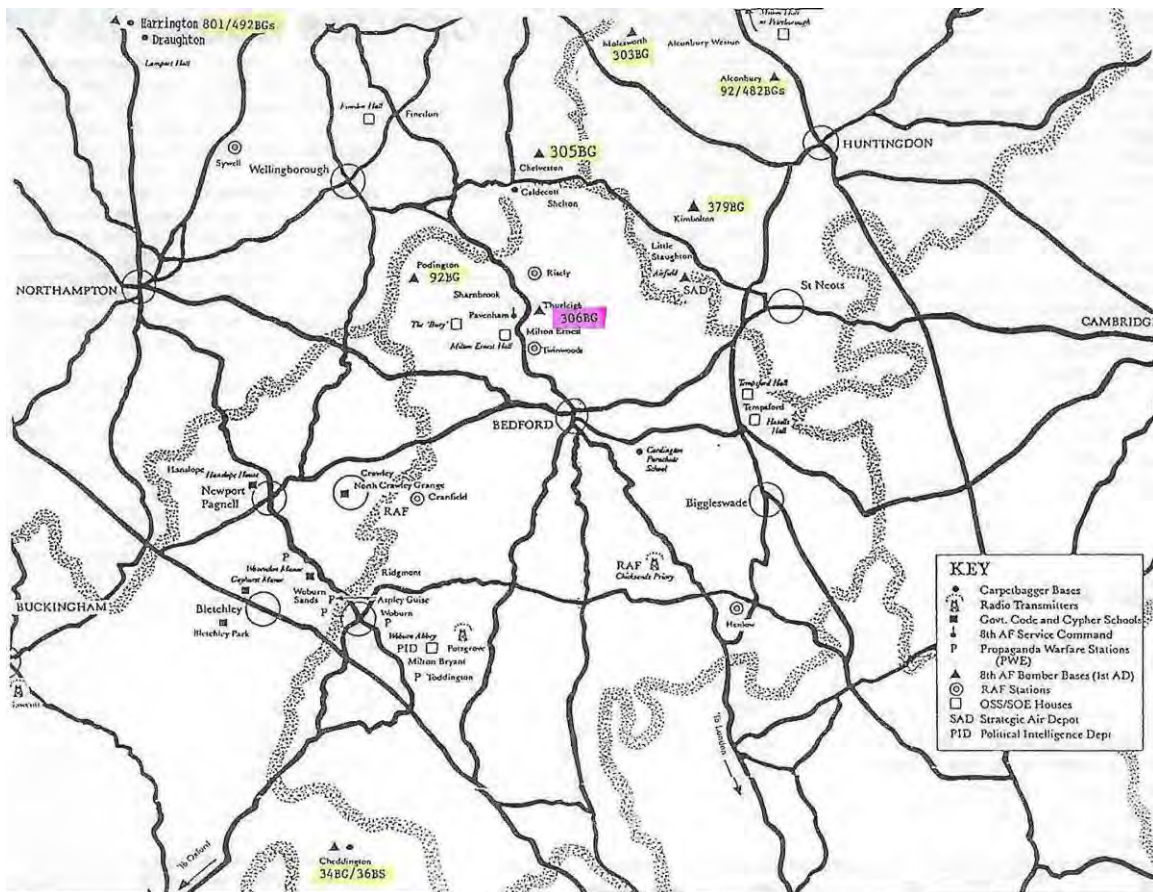 Harrington 801/492BGs
Draughton
Lamport Hall
Molesworth
303BG
Alconbury Weston
Alconbury
92/482BGs
Finedon Hall
Finedon
Sywell
Wellingborough
305BG
Chelveston
Caldecott
Shelton
HUNTINGDON
379BG
Kimbolton
NORTHAMPTON
Podington
92BG
Sharnbrook
Risely
Little
Staughton
Airfield
SAD
St Neots
The 'Bury'
Pavenham
Thurleigh
306BG
Milton Ernest
Milton Ernest Hall
Twinwoods
CAMBRIDG
BEDFORD
Tempsford Hall
Tempsford
Hasells
Hall
Cardington
Parachute
School
Hanslope
Hanslope House
Newport
Pagnell
Crawley
North Crawley Grange
RAF
Cranfield
Biggleswade
P
Wavendon Manor
Gayhurst Manor
Woburn
Sands
P
P
Ridgmont
Aspley Guise
Woburn
P
BUCKINGHAM
Bletchley
Bletchley Park
Woburn Abbey
PID
Potsgrove
Milton Bryant
P Toddington
RAF
Chicksands Priory
Henlow
To London
To Oxford
Cheddington
34BG/36BS
KEY
Carpetbagger Bases
Radio Transmitters
Govt. Code and Cypher Schools
8th AF Service Command
P Propaganda Warfare Stations
(PWE)
8th AF Bomber Bases (1st AD)
RAF Stations
OSS/SOE Houses
SAD Strategic Air Depot
PID Political Intelligence Dept